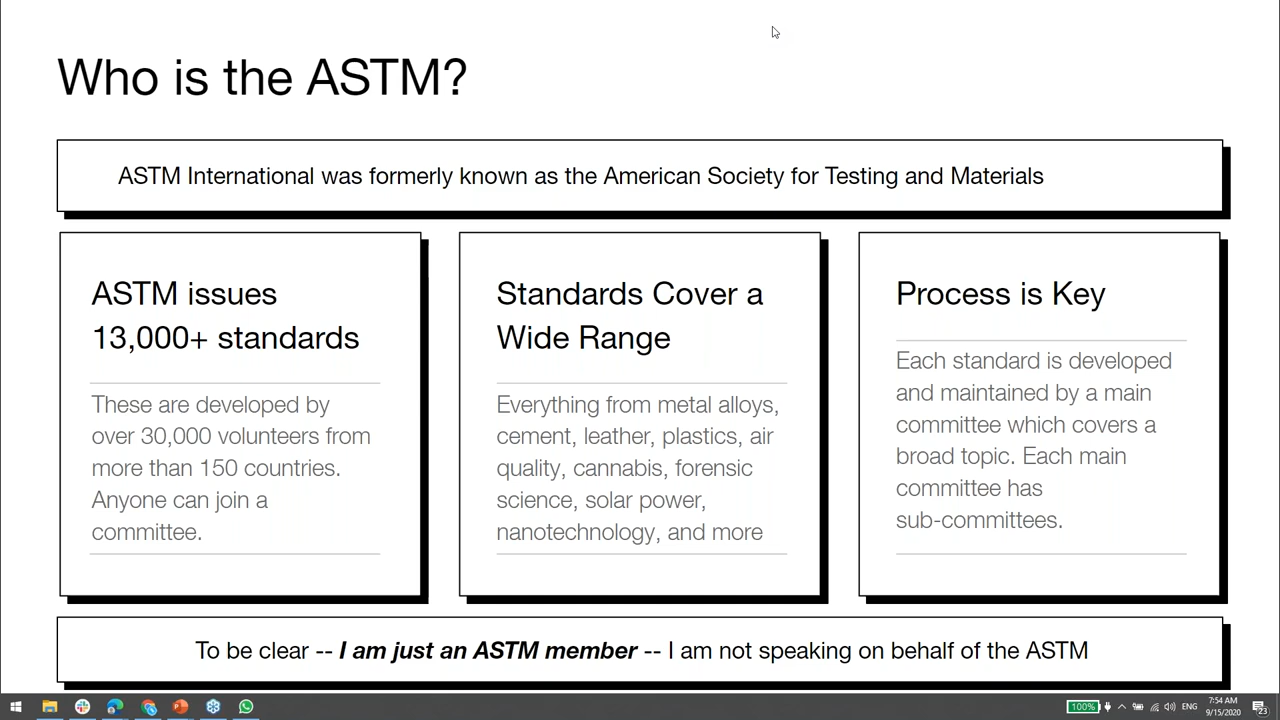 Who is the ASTM?
ASTM International was formerly known as the American Society for Testing and Materials
ASTM issues
13,000+ standards
These are developed by
over 30,000 volunteers from
more than 150 countries.
Anyone can join a
committee.
Standards Cover a
Wide Range
Everything from metal alloys,
cement, leather, plastics, air
quality, cannabis, forensic
science, solar power,
nanotechnology, and more
Process is Key
Each standard is developed
and maintained by a main
committee which covers a
broad topic. Each main
committee has
sub-committees.
To be clear -- I am just an ASTM member -- I am not speaking on behalf of the ASTM
100%
ENG
7:54 AM
9/15/2020
23